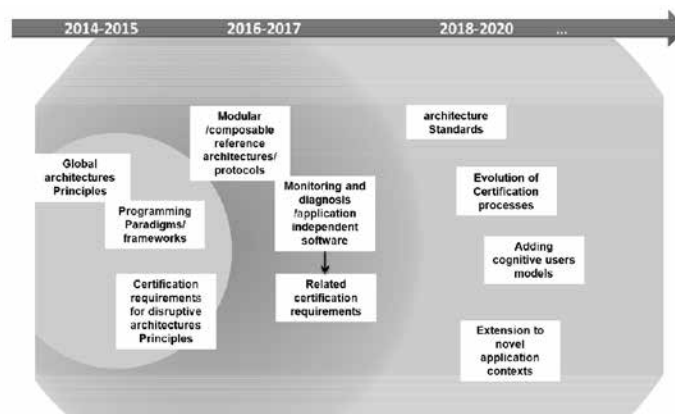 2014-2015
2016-2017
2018-2020
...
Modular
/composable
reference
architectures/
protocols
architecture
Standards
Global
architectures
Principles
Programming
Paradigms/
frameworks
Monitoring and
diagnosis
/application
independent
software
Evolution of
Certification
processes
Adding
cognitive users
models
Certification
requirements
for disruptive
architectures
Principles
Related
certification
requirements
Extension to
novel
application
contexts